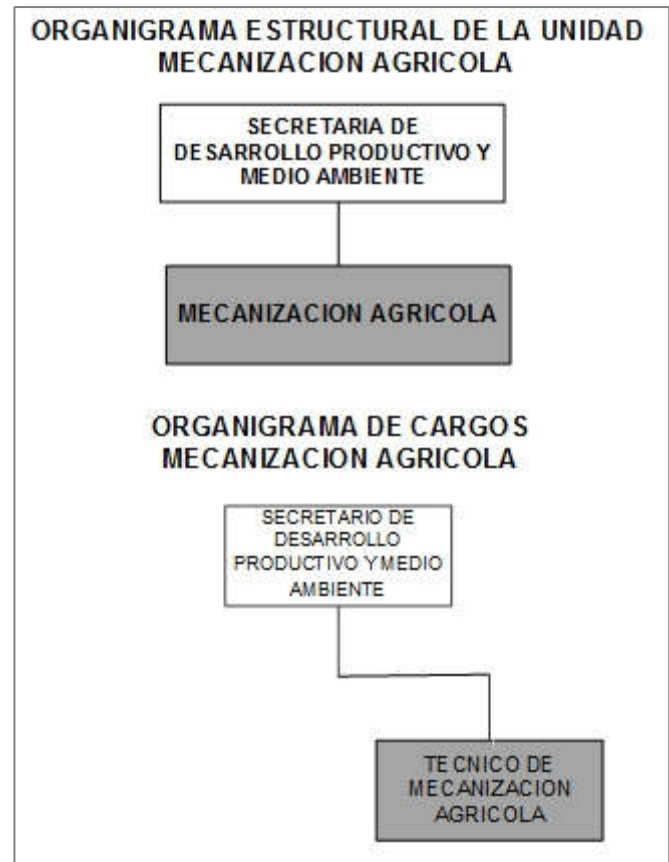 ORGANIGRAMA ESTRUCTURAL DE LA UNIDAD
MECANIZACION AGRICOLA
SECRETARIA DE
DESARROLLO PRODUCTIVO Y
MEDIO AMBIENTE
MECANIZACION AGRICOLA
ORGANIGRAMA DE CARGOS
MECANIZACION AGRICOLA
SECRETARIO DE
DESARROLLO
PRODUCTIVO Y MEDIO
AMBIENTE
TECNICO DE
MECANIZACION
AGRICOLA